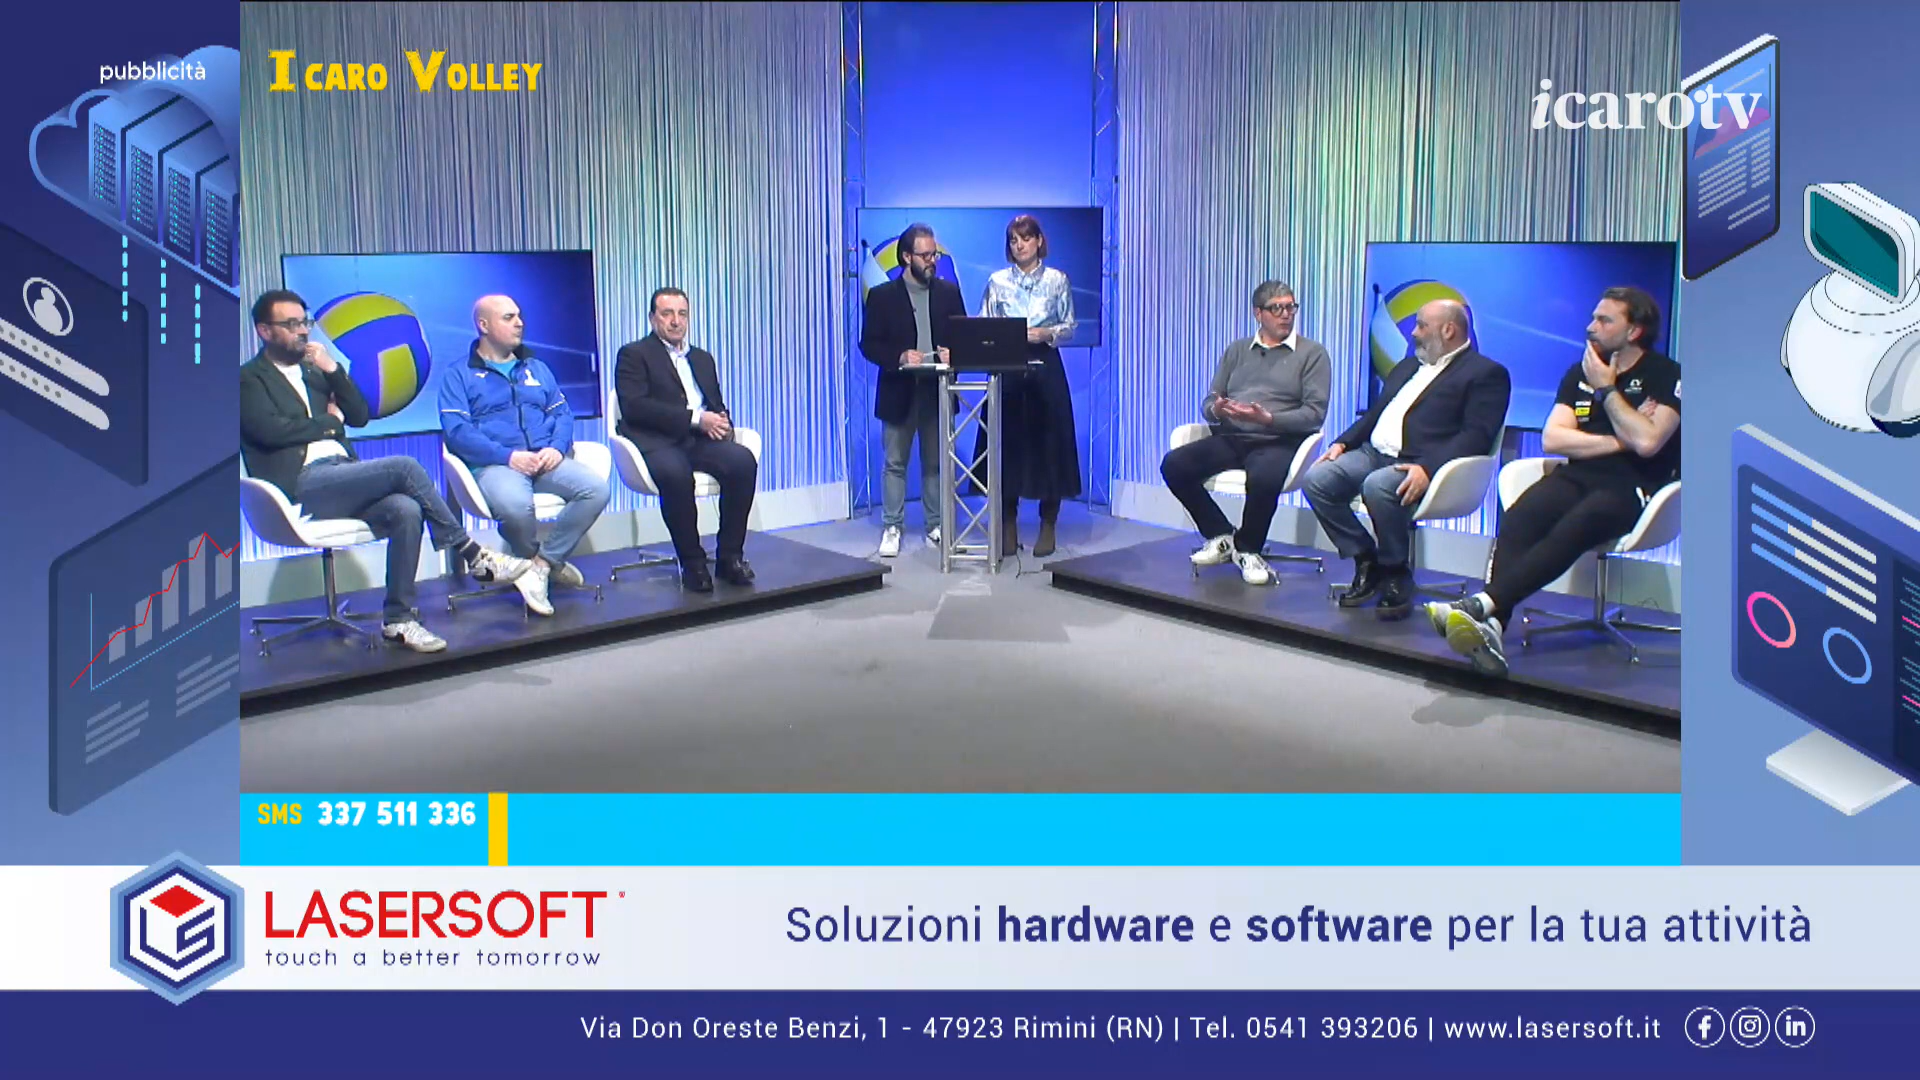 pubblicità
ICARO VOLLEY
icarotv
SMS 337 511 336
LASERSOFT
touch a better tomorrow
Soluzioni hardware e software per la tua attività
Via Don Oreste Benzi, 1 - 47923 Rimini (RN) | Tel. 0541 393206 | www.lasersoft.it